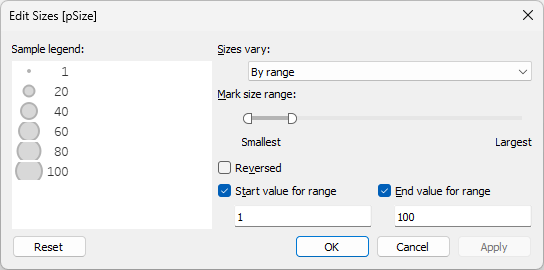 Edit Sizes [pSize]
Sample legend:
1
20
40
60
80
100
Sizes vary:
By range
Mark size range:
Smallest Largest
Reversed
Start value for range End value for range
1 100
Reset OK Cancel Apply